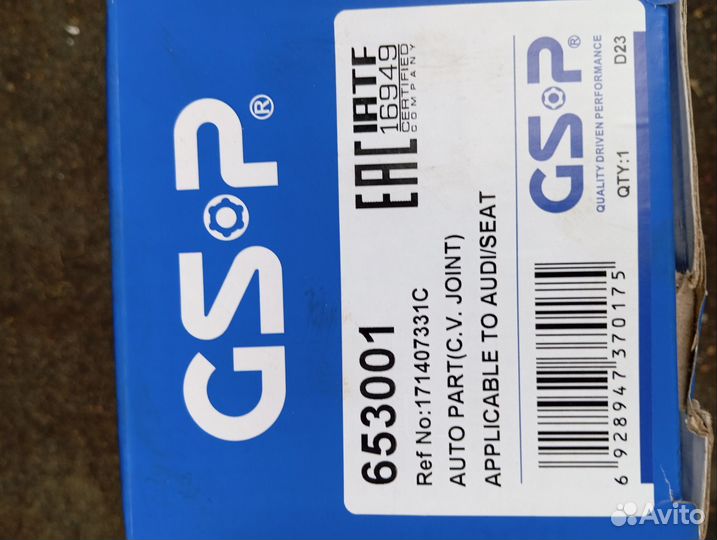 GSP®
EAC
IATF
16949
CERTIFIED
COMPANY
653001
Ref No:171407331C
AUTO PART(C.V. JOINT)
APPLICABLE TO AUDI/SEAT
GSP®
QUALITY DRIVEN PERFORMANCE
QTY:1
D23
6 928947 370175
Avito